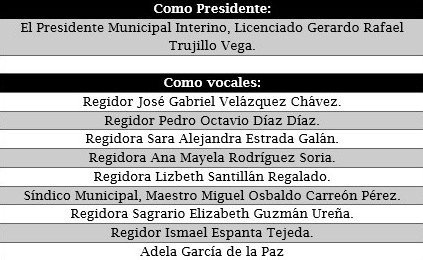 Como Presidente:
El Presidente Municipal Interino, Licenciado Gerardo Rafael
Trujillo Vega.
Como vocales:
Regidor José Gabriel Velázquez Chávez.
Regidor Pedro Octavio Díaz Díaz.
Regidora Sara Alejandra Estrada Galán.
Regidora Ana Mayela Rodríguez Soria.
Regidora Lizbeth Santillán Regalado.
Síndico Municipal, Maestro Miguel Osbaldo Carreón Pérez.
Regidora Sagrario Elizabeth Guzmán Ureña.
Regidor Ismael Espanta Tejeda.
Adela García de la Paz